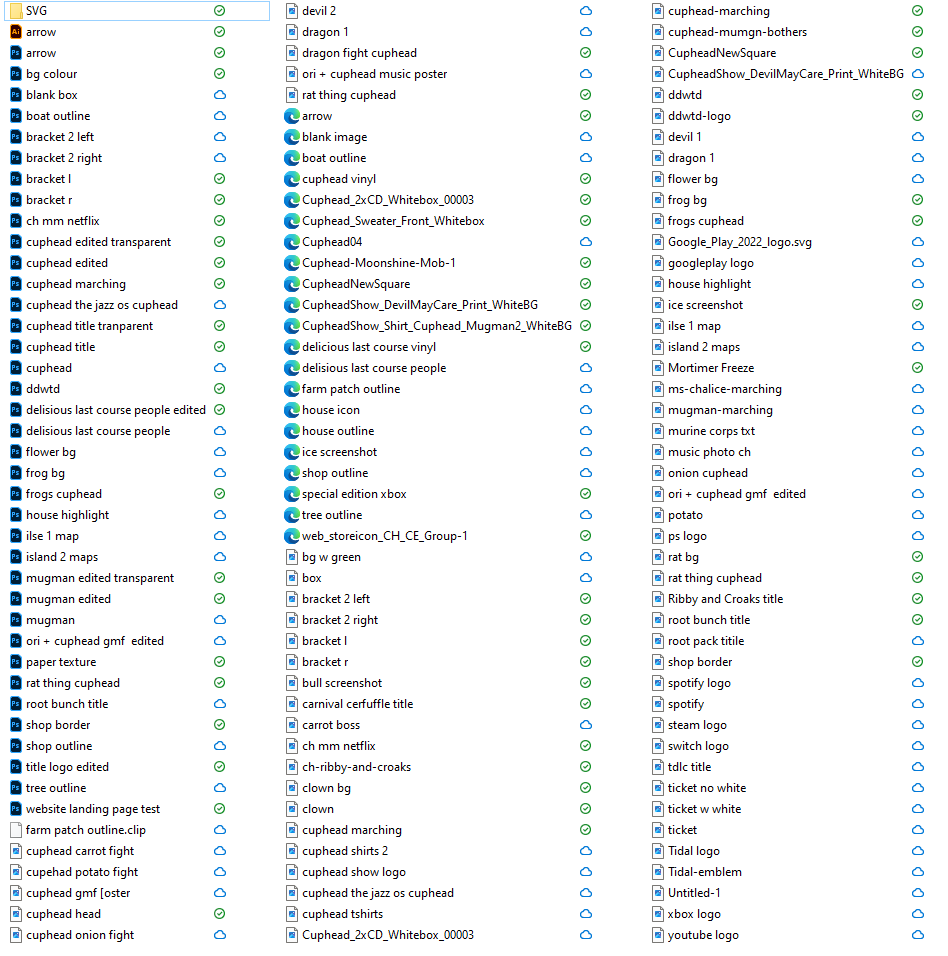 SVG
arrow
arrow
bg colour
blank box
boat outline
bracket 2 left
bracket 2 right
bracket l
bracket r
ch mm netflix
cuphead edited transparent
cuphead edited
cuphead marching
cuphead the jazz os cuphead
cuphead title tranparent
cuphead title
cuphead
ddwtd
delisious last course people edited
delisious last course people
flower bg
frog bg
frogs cuphead
house highlight
ilse 1 map
island 2 maps
mugman edited transparent
mugman edited
mugman
ori + cuphead gmf  edited
paper texture
rat thing cuphead
root bunch title
shop border
shop outline
title logo edited
tree outline
website landing page test
farm patch outline.clip
cuphead carrot fight
cupehad potato fight
cuphead gmf [oster
cuphead head
cuphead onion fight
devil 2
dragon 1
dragon fight cuphead
ori + cuphead music poster
rat thing cuphead
arrow
blank image
boat outline
cuphead vinyl
Cuphead_2xCD_Whitebox_00003
Cuphead_Sweater_Front_Whitebox
Cuphead04
Cuphead-Moonshine-Mob-1
CupheadNewSquare
CupheadShow_DevilMayCare_Print_WhiteBG
CupheadShow_Shirt_Cuphead_Mugman2_WhiteBG
delicious last course vinyl
delisious last course people
farm patch outline
house icon
house outline
ice screenshot
shop outline
special edition xbox
tree outline
web_storeicon_CH_CE_Group-1
bg w green
box
bracket 2 left
bracket 2 right
bracket l
bracket r
bull screenshot
carnival cerfuffle title
carrot boss
ch mm netflix
ch-ribby-and-croaks
clown bg
clown
cuphead marching
cuphead shirts 2
cuphead show logo
cuphead the jazz os cuphead
cuphead tshirts
Cuphead_2xCD_Whitebox_00003
cuphead-marching
cuphead-mumgn-bothers
CupheadNewSquare
CupheadShow_DevilMayCare_Print_WhiteBG
ddwtd
ddwtd-logo
devil 1
dragon 1
flower bg
frog bg
frogs cuphead
Google_Play_2022_logo.svg
googleplay logo
house highlight
ice screenshot
ilse 1 map
island 2 maps
Mortimer Freeze
ms-chalice-marching
mugman-marching
murine corps txt
music photo ch
onion cuphead
ori + cuphead gmf  edited
potato
ps logo
rat bg
rat thing cuphead
Ribby and Croaks title
root bunch title
root pack titile
shop border
spotify logo
spotify
steam logo
switch logo
tdlc title
ticket no white
ticket w white
ticket
Tidal logo
Tidal-emblem
Untitled-1
xbox logo
youtube logo